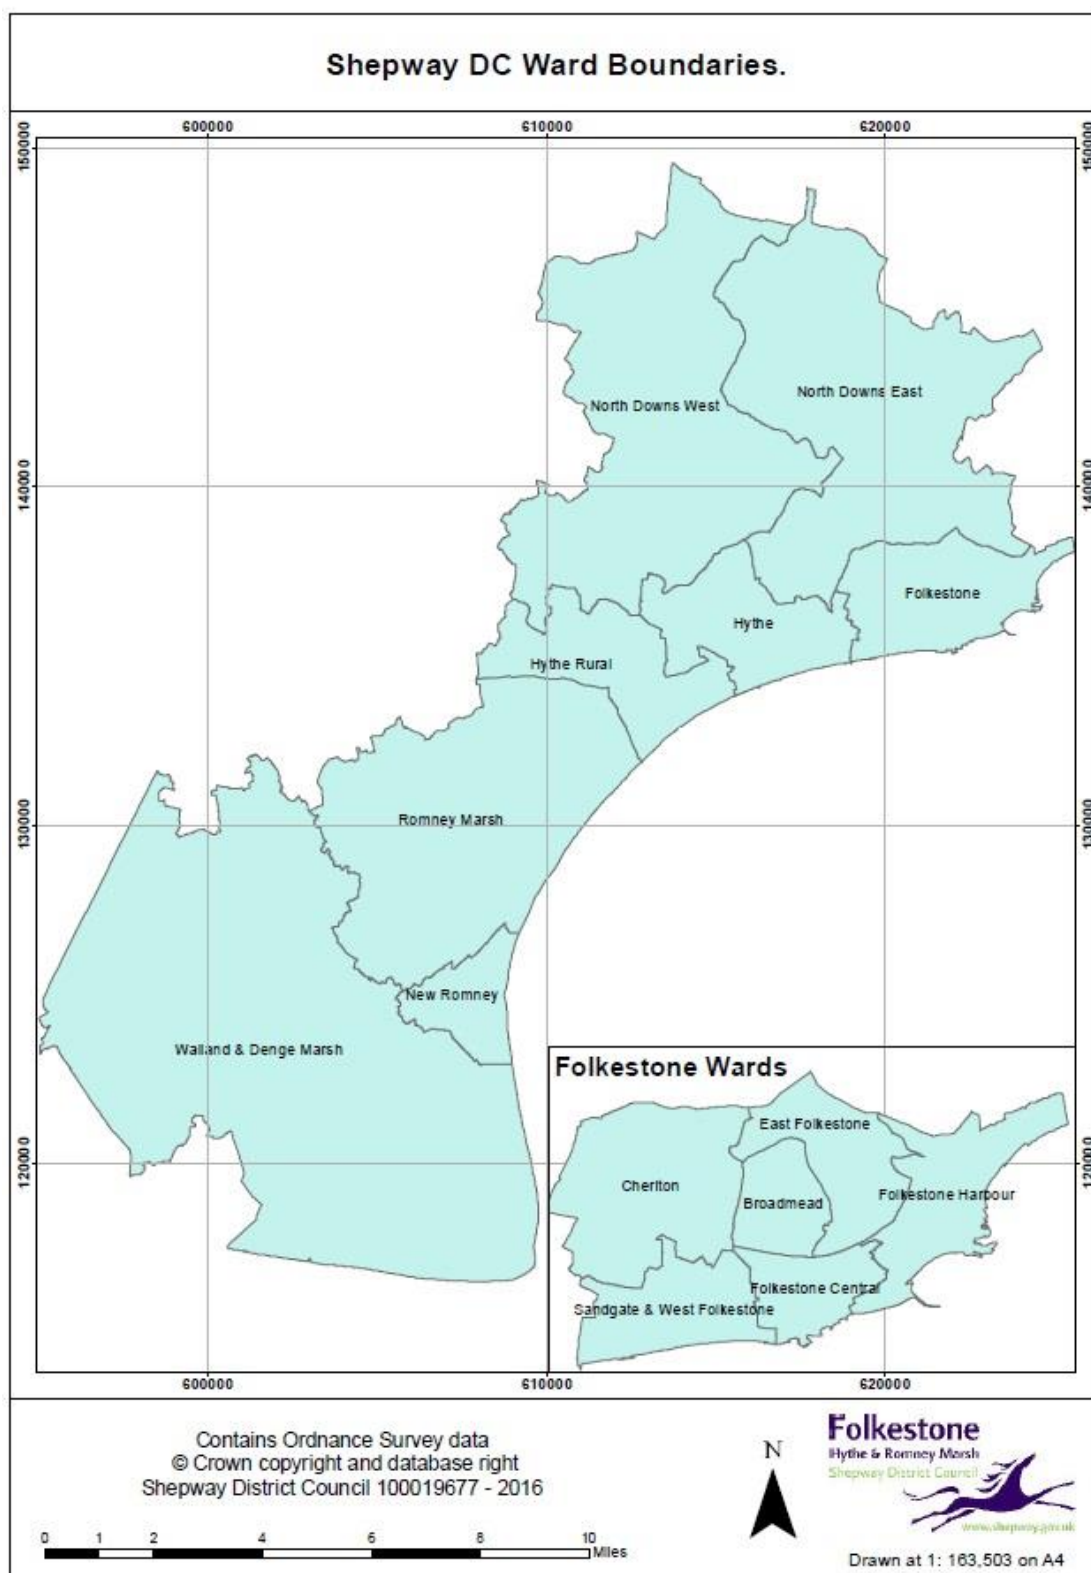 Shepway DC Ward Boundaries.
600000 610000 620000
150000 150000
North Downs East
North Downs West
140000 140000
Folkestone
Hythe
Hythe Rural
130000 130000
Romney Marsh
New Romney
Walland & Denge Marsh
Folkestone Wards
East Folkestone
120000 120000
Cheriton
Folkestone Harbour
Broadmead
Folkestone Central
Sandgate & West Folkestone
600000 610000 620000
Contains Ordnance Survey data
© Crown copyright and database right
Shepway District Council 100019677 - 2016
0 1 2 4 6 8 10
Miles
N
Folkestone
Hythe & Romney Marsh
Shepway District Council
www.shepway.gov.uk
Drawn at 1: 163,503 on A4